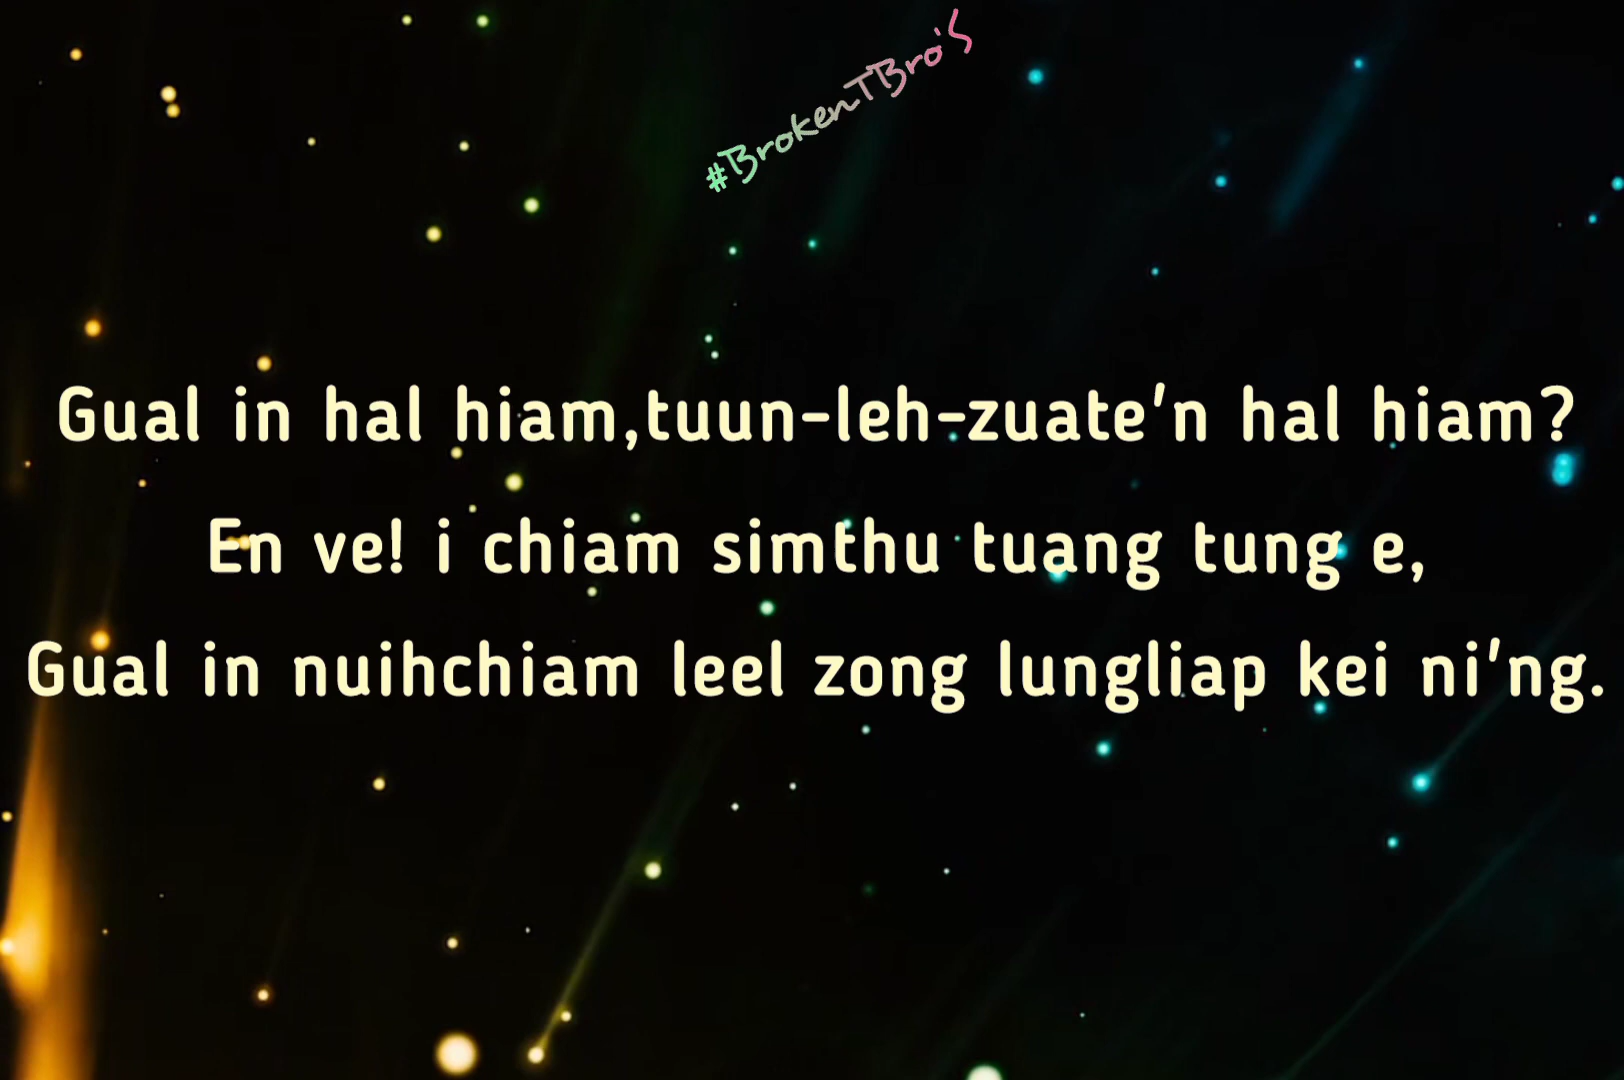 #BrokenTBro's
Gual in hal hiam,tuun-leh-zuate'n hal hiam?
En ve! i chiam simthu tuang tung e,
Gual in nuihchiam leel zong lungliap kei ni'ng.